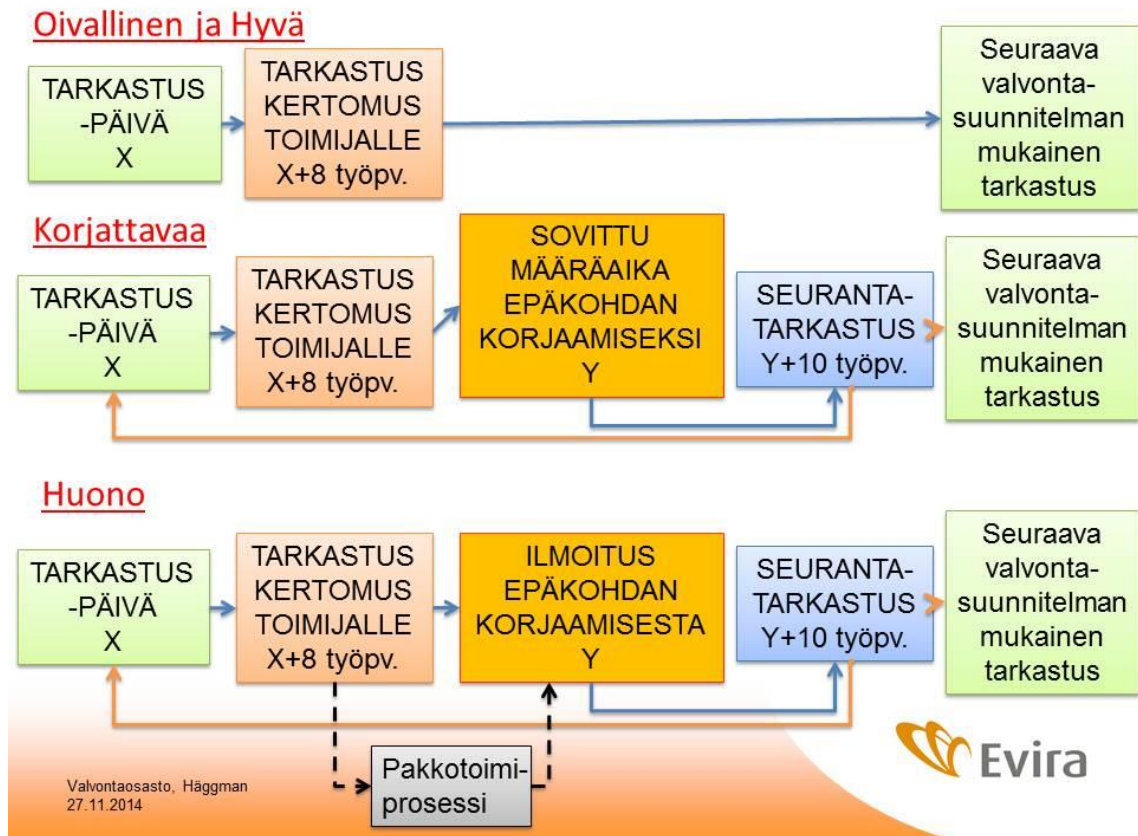 Oivallinen ja Hyvä
TARKASTUS
-PÄIVÄ
X
TARKASTUS
KERTOMUS
TOIMIJALLE
X+8 työpv.
Seuraava
valvonta-
suunnitelman
mukainen
tarkastus
Korjattavaa
TARKASTUS
-PÄIVÄ
X
TARKASTUS
KERTOMUS
TOIMIJALLE
X+8 työpv.
SOVITTU
MÄÄRÄAIKA
EPÄKOHDAN
KORJAAMISEKSI
Y
SEURANTA-
TARKASTUS
Y+10 työpv.
Seuraava
valvonta-
suunnitelman
mukainen
tarkastus
Huono
TARKASTUS
-PÄIVÄ
X
TARKASTUS
KERTOMUS
TOIMIJALLE
X+8 työpv.
ILMOITUS
EPÄKOHDAN
KORJAAMISESTA
Y
SEURANTA-
TARKASTUS
Y+10 työpv.
Seuraava
valvonta-
suunnitelman
mukainen
tarkastus
Pakkotoimi-
prosessi
Evira
Valvontaosasto, Häggman
27.11.2014